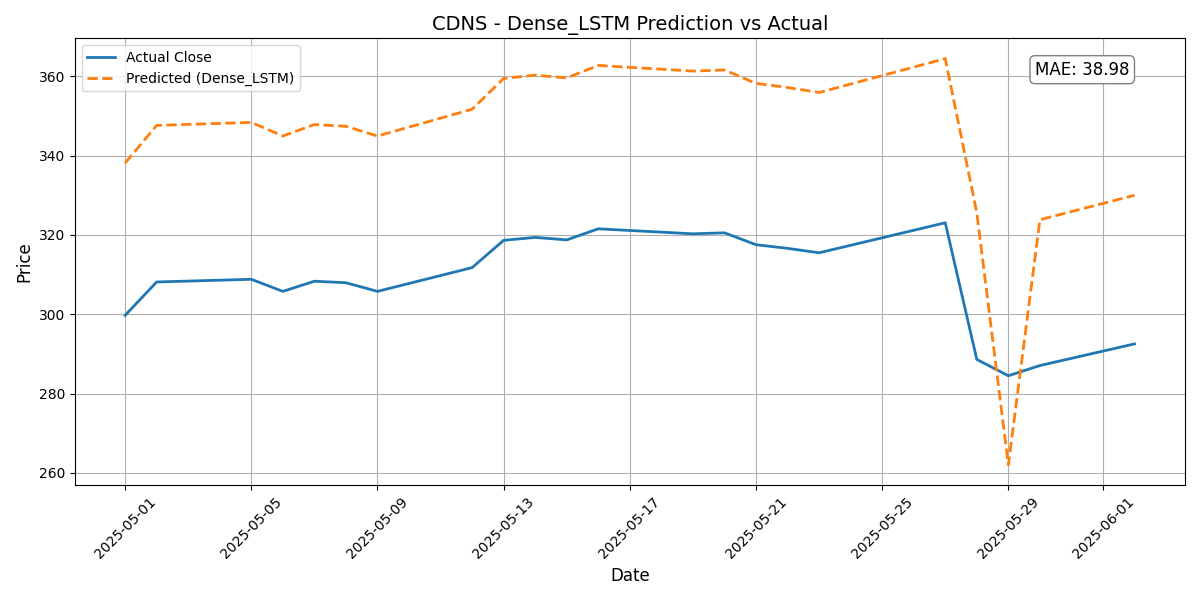 CDNS - Dense_LSTM Prediction vs Actual
Actual Close
Predicted (Dense_LSTM)
MAE: 38.98
Price
360
340
320
300
280
260
2025-05-01
2025-05-05
2025-05-09
2025-05-13
2025-05-17
2025-05-21
2025-05-25
2025-05-29
2025-06-01
Date